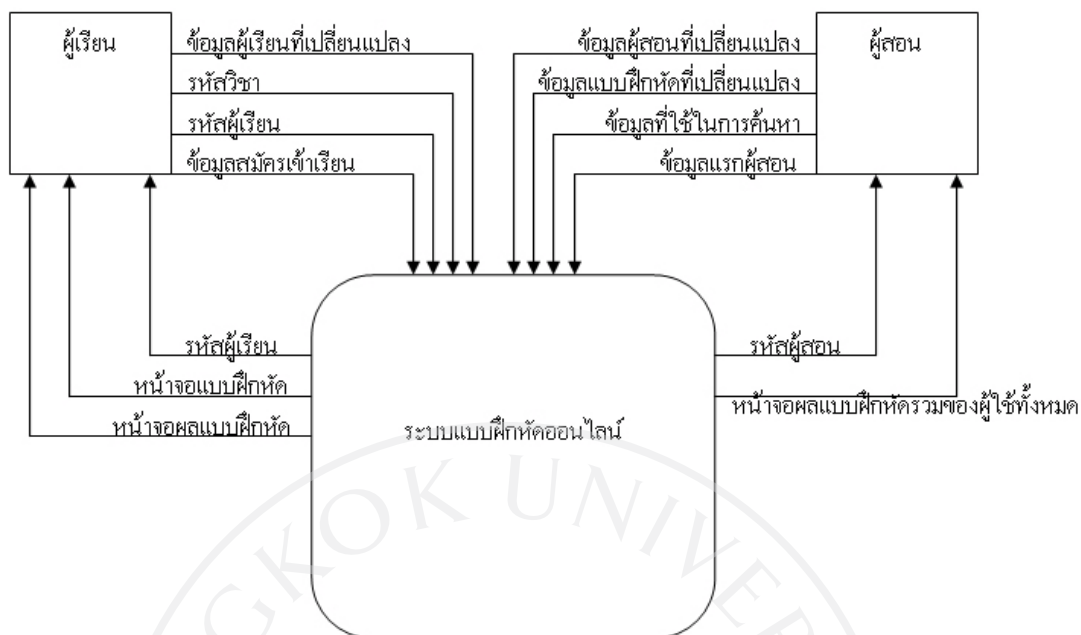 ผู้เรียน
ข้อมูลผู้เรียนที่เปลี่ยนแปลง
รหัสวิชา
รหัสผู้เรียน
ข้อมูลสมัครเข้าเรียน
ข้อมูลผู้สอนที่เปลี่ยนแปลง
ข้อมูลแบบฝึกหัดที่เปลี่ยนแปลง
ข้อมูลที่ใช้ในการค้นหา
ข้อมูลแรกผู้สอน
ผู้สอน
รหัสผู้เรียน
หน้าจอแบบฝึกหัด
หน้าจอผลแบบฝึกหัด
รหัสผู้สอน
หน้าจอผลแบบฝึกหัดรวมของผู้ใช้ทั้งหมด
ระบบแบบฝึกหัดออนไลน์
GKOK UNIVE